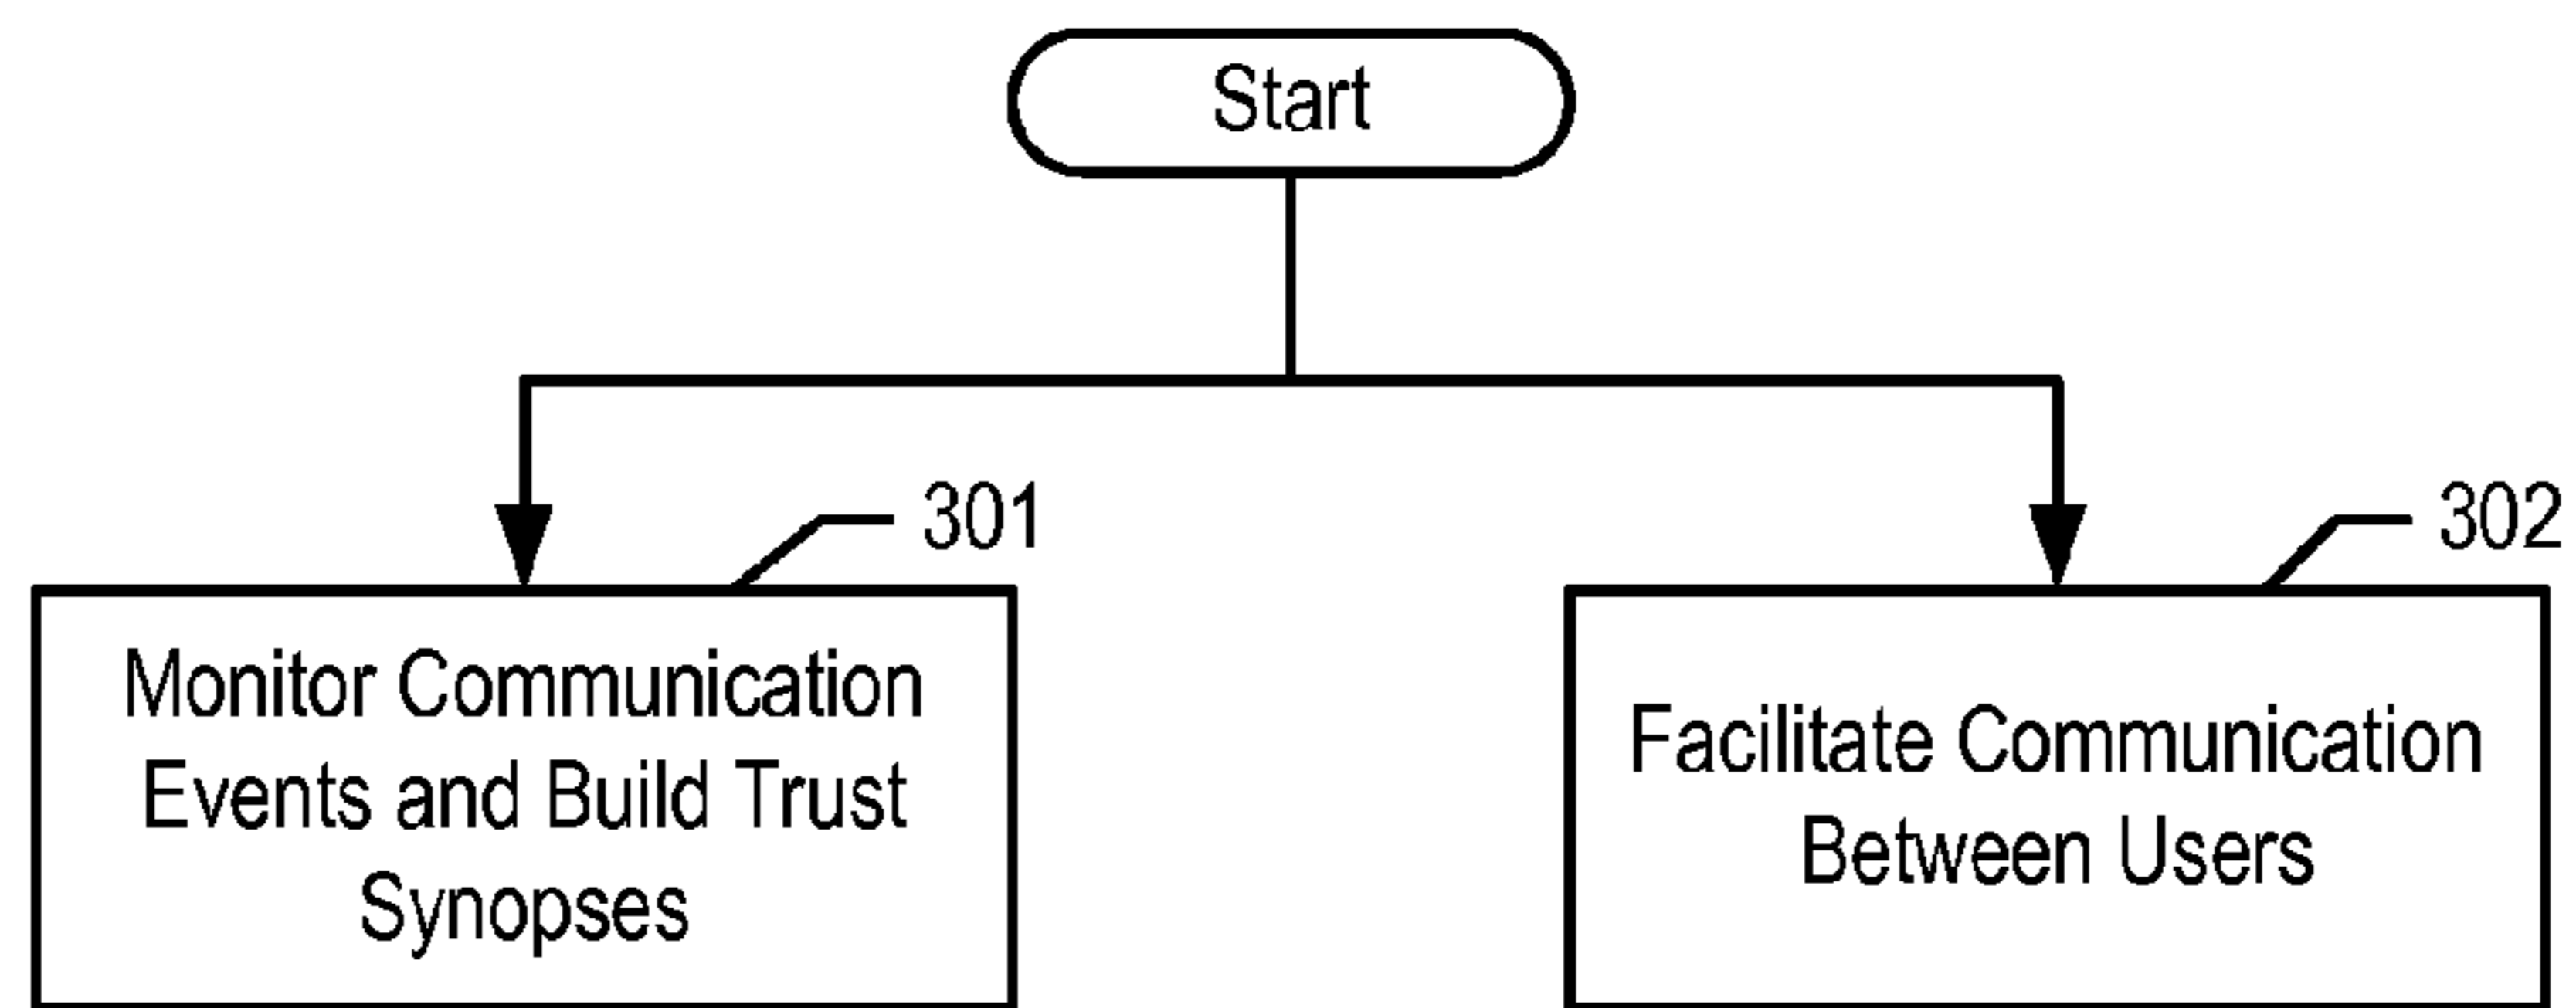 Start
301
Monitor Communication
Events and Build Trust
Synopses
302
Facilitate Communication
Between Users